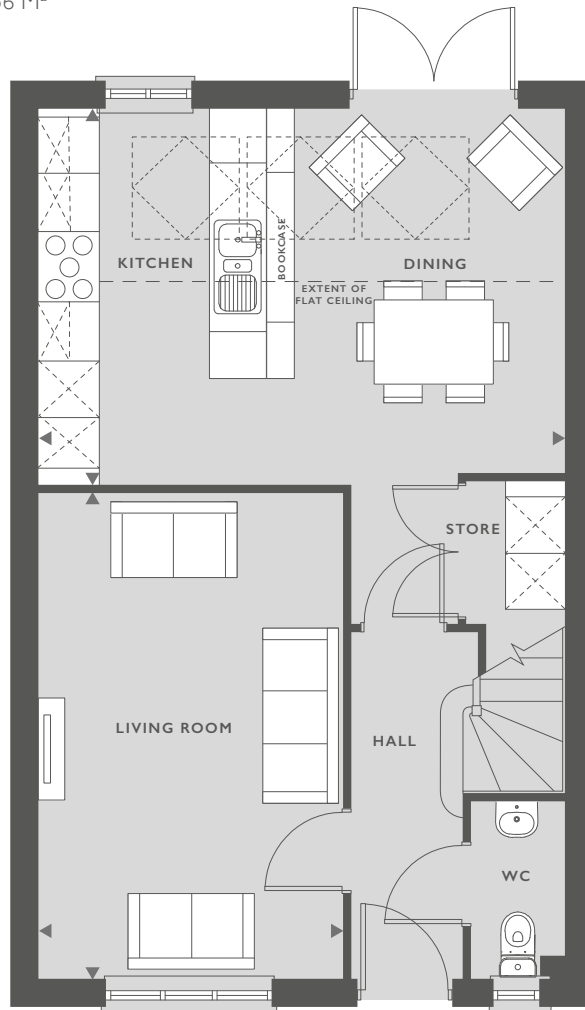 KITCHEN
BOOKCASE
DINING
EXTENT OF
FLAT CEILING
STORE
LIVING ROOM
HALL
WC